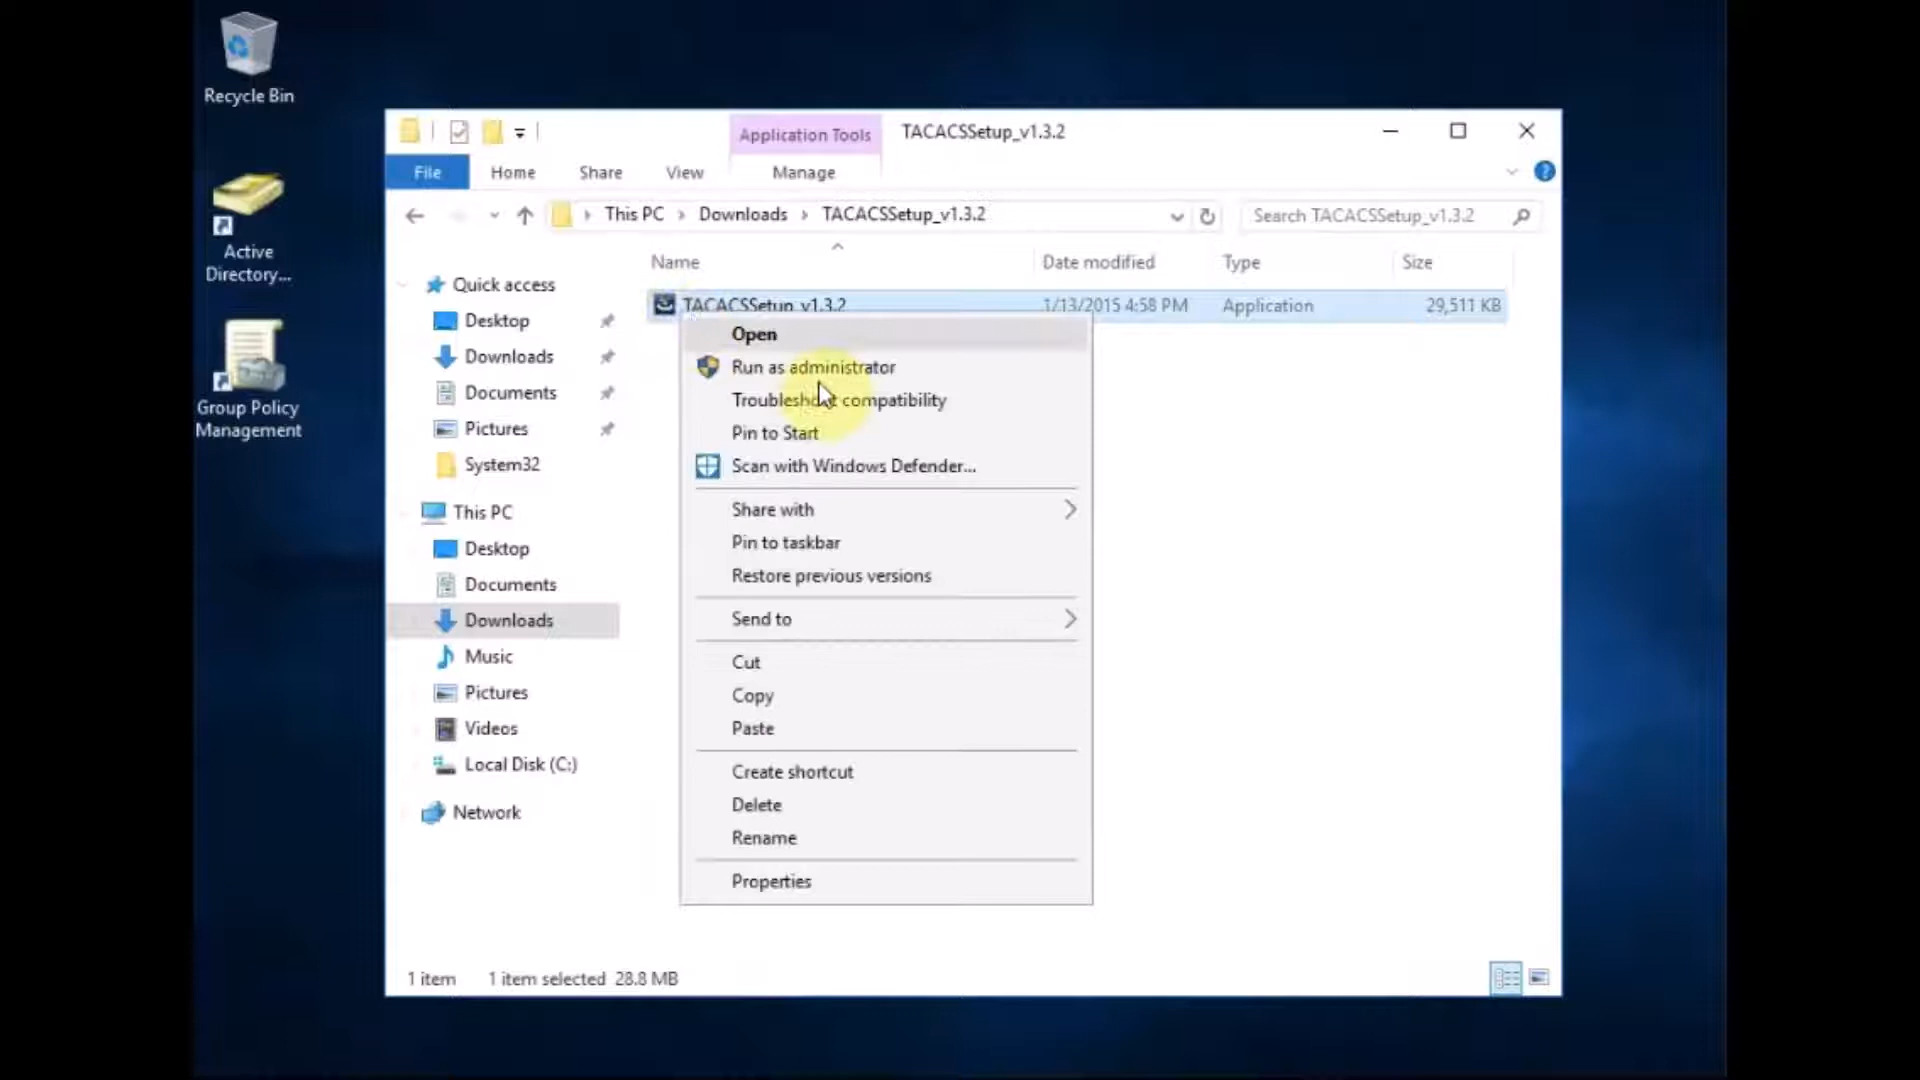 Recycle Bin
Active
Directory...
Group Policy
Management
Application Tools
TACACSSetup_v1.3.2
File
Home
Share
View
Manage
This PC
Downloads
TACACSSetup_v1.3.2
Search TACACSSetup_v1.3.2
Name
Date modified
Type
Size
TACACSSetup_v1.3.2
1/13/2015 4:58 PM
Application
29,511 KB
Quick access
Desktop
Downloads
Documents
Pictures
System32
This PC
Desktop
Documents
Downloads
Music
Pictures
Videos
Local Disk (C:)
Network
Open
Run as administrator
Troubleshoot compatibility
Pin to Start
Scan with Windows Defender...
Share with
Pin to taskbar
Restore previous versions
Send to
Cut
Copy
Paste
Create shortcut
Delete
Rename
Properties
1 item
1 item selected 28.8 MB